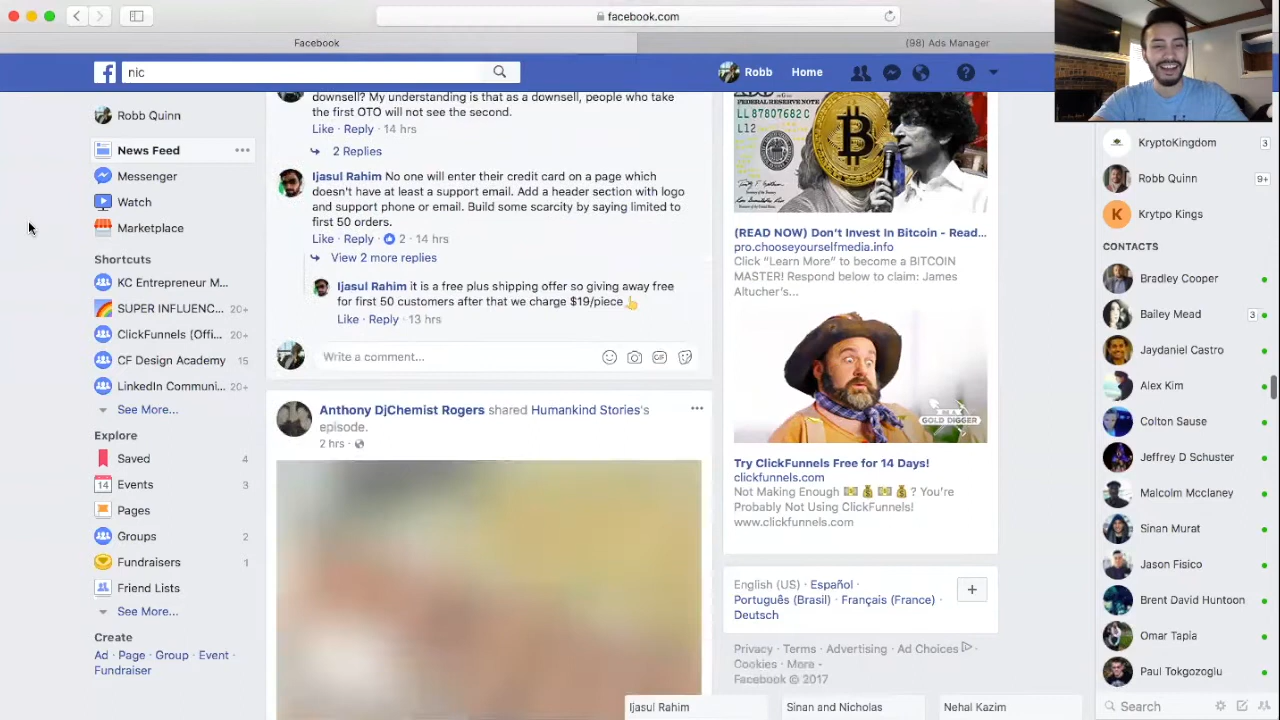 facebook.com
Facebook
(98) Ads Manager
nic
Robb
Home
Robb Quinn
News Feed
Messenger
Watch
Marketplace
Shortcuts
KC Entrepreneur M...
SUPER INFLUENC... 20+
ClickFunnels (Offi... 20+
CF Design Academy 15
LinkedIn Communi... 20+
See More...
Explore
Saved 4
14 Events 3
Pages
Groups 2
Fundraisers 1
Friend Lists
See More...
Create
Ad · Page · Group · Event ·
Fundraiser
downsell? My understanding is that as a downsell, people who take
the first OTO will not see the second.
Like · Reply · 14 hrs
2 Replies
Ijasul Rahim No one will enter their credit card on a page which
doesn't have at least a support email. Add a header section with logo
and support phone or email. Build some scarcity by saying limited to
first 50 orders.
Like · Reply · 2 · 14 hrs
View 2 more replies
Ijasul Rahim it is a free plus shipping offer so giving away free
for first 50 customers after that we charge $19/piece👆
Like · Reply · 13 hrs
Write a comment...
GIF
Anthony DjChemist Rogers shared Humankind Stories's
episode.
2 hrs ·
FEDERAL RESERVE NOTE
LL 87807682 C
L12
(READ NOW) Don't Invest In Bitcoin - Read...
pro.chooseyourselfmedia.info
Click "Learn More" to become a BITCOIN
MASTER! Respond below to claim: James
Altucher's...
GOLD DIGGER
Try ClickFunnels Free for 14 Days!
clickfunnels.com
Not Making Enough 💵 💰 💵 💰 ? You're
Probably Not Using ClickFunnels!
www.clickfunnels.com
English (US) · Español ·
Português (Brasil) · Français (France) ·
Deutsch
Privacy · Terms · Advertising · Ad Choices ·
Cookies · More ·
Facebook © 2017
KryptoKingdom 3
Robb Quinn 9+
K Krytpo Kings
CONTACTS
Bradley Cooper
Bailey Mead 3
Jaydaniel Castro
Alex Kim
Colton Sause
Jeffrey D Schuster
Malcolm Mcclaney
Sinan Murat
Jason Fisico
Brent David Huntoon
Omar Tapia
Paul Tokgozoglu
Search
Ijasul Rahim
Sinan and Nicholas
Nehal Kazim